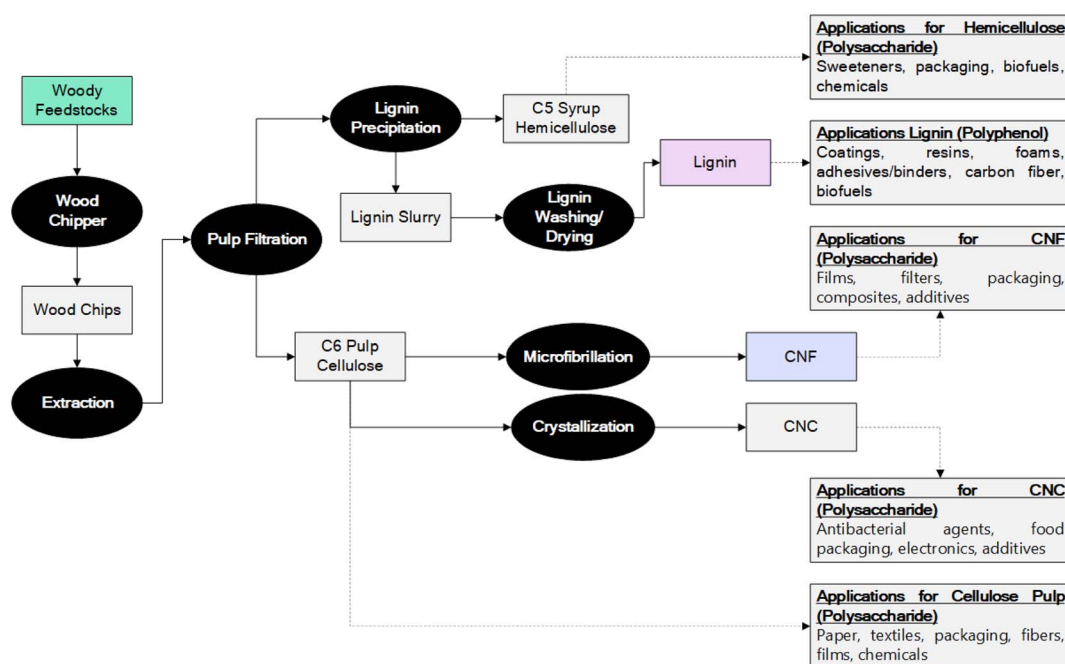 Woody
Feedstocks
Wood
Chipper
Wood Chips
Extraction
Pulp Filtration
Lignin
Precipitation
C5 Syrup
Hemicellulose
Lignin Slurry
Lignin
Washing/
Drying
Lignin
C6 Pulp
Cellulose
Microfibrillation
CNF
Crystallization
CNC
Applications for Hemicellulose
(Polysaccharide)
Sweeteners, packaging, biofuels,
chemicals
Applications Lignin (Polyphenol)
Coatings, resins, foams,
adhesives/binders, carbon fiber,
biofuels
Applications for CNF
(Polysaccharide)
Films, filters, packaging,
composites, additives
Applications for CNC
(Polysaccharide)
Antibacterial agents, food
packaging, electronics, additives
Applications for Cellulose Pulp
(Polysaccharide)
Paper, textiles, packaging, fibers,
films, chemicals